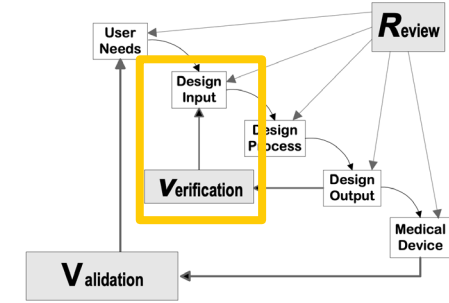 Review
User
Needs
Design
Input
Design
Process
Verification
Design
Output
Medical
Device
Validation